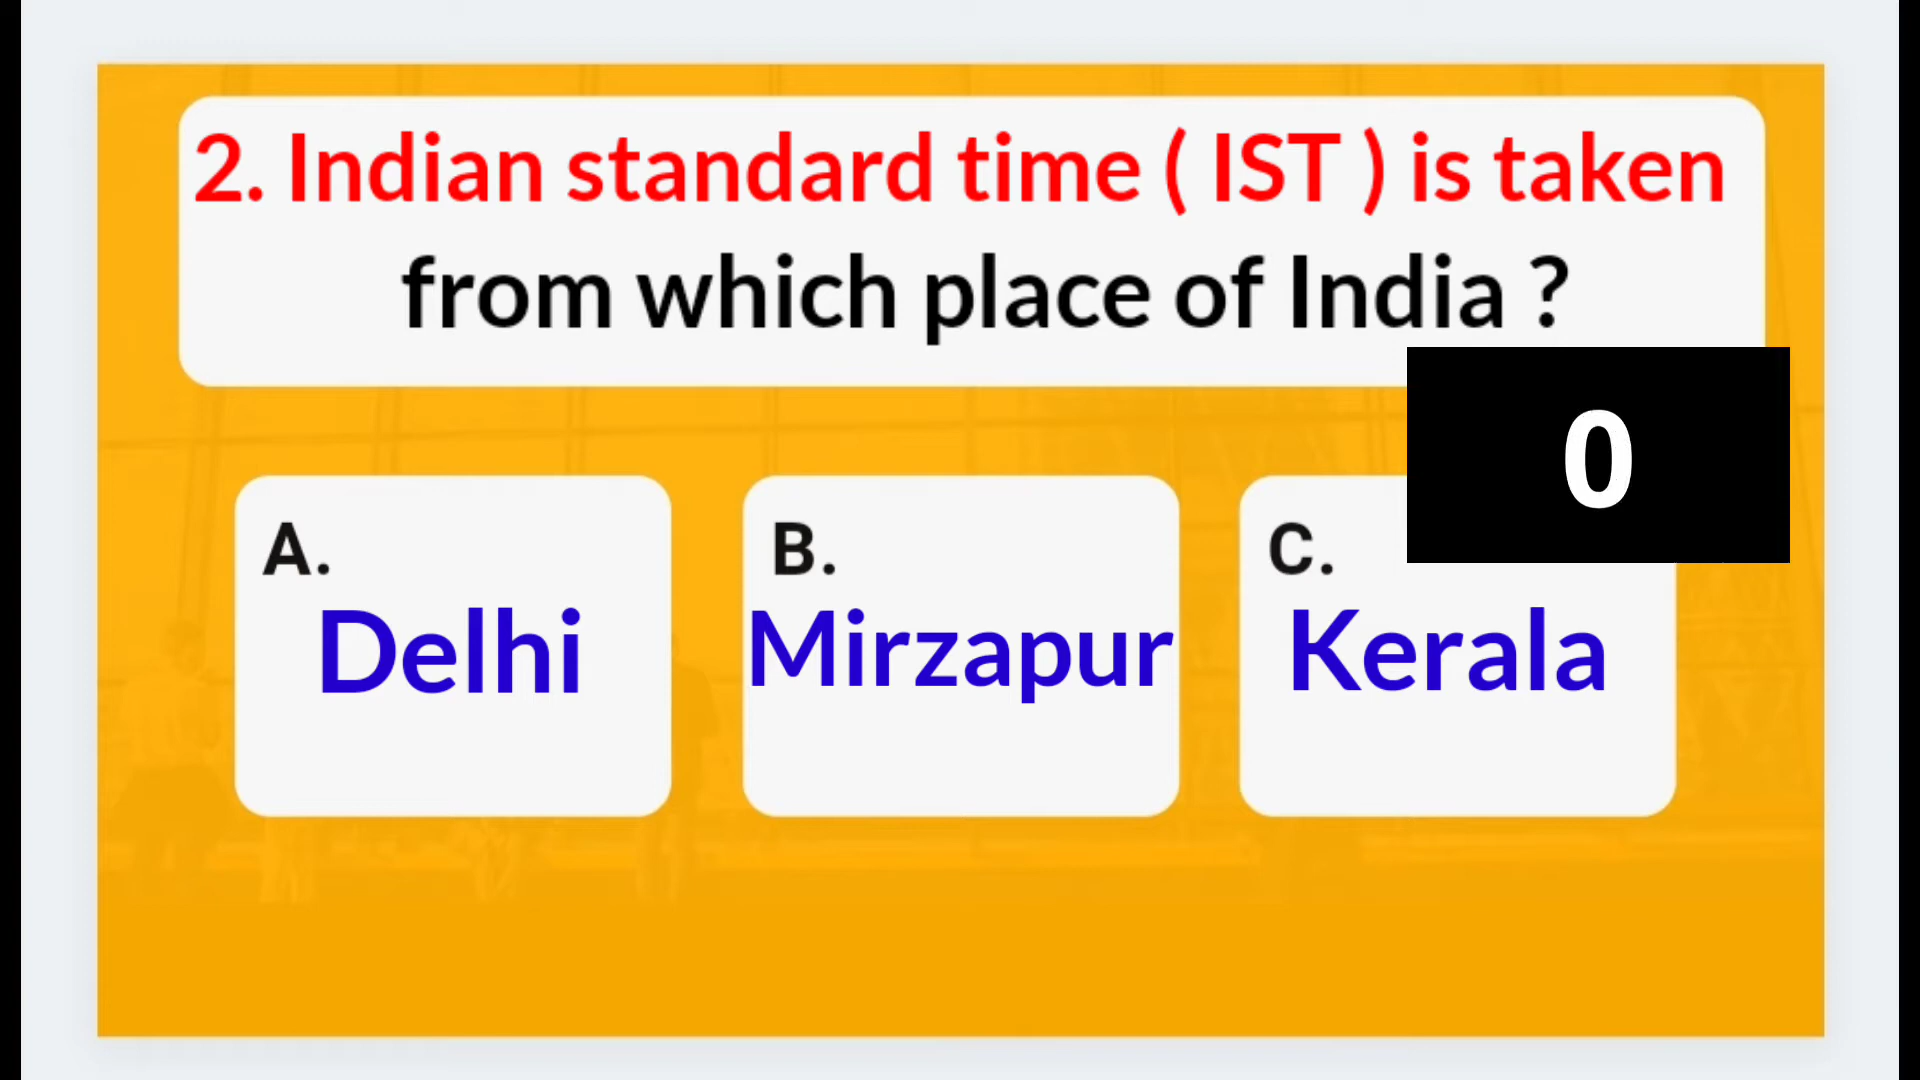 2. Indian standard time ( IST ) is taken
from which place of India ?
0
A.
Delhi
B.
Mirzapur
C.
Kerala